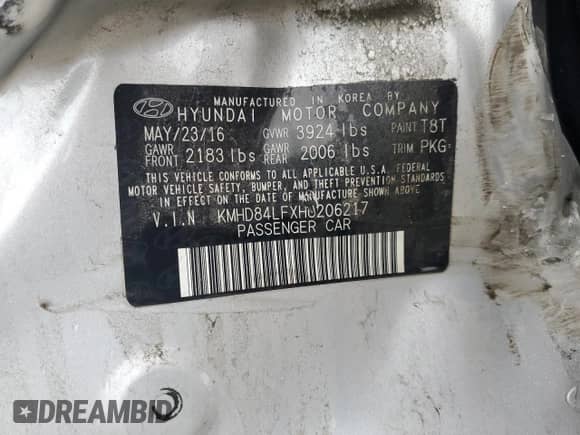 MANUFACTURED IN KOREA BY
HYUNDAI MOTOR COMPANY
MAY/23/16 GVWR 3924 lbs PAINT T8T
GAWR FRONT 2183 lbs GAWR REAR 2006 lbs TRIM PKG
THIS VEHICLE CONFORMS TO ALL APPLICABLE U.S.A. FEDERAL
MOTOR VEHICLE SAFETY, BUMPER, AND THEFT PREVENTION STANDARDS
IN EFFECT ON THE DATE OF MANUFACTURE SHOWN ABOVE.
V.I.N KMHD84LFXHU206217
PASSENGER CAR
DREAMBID